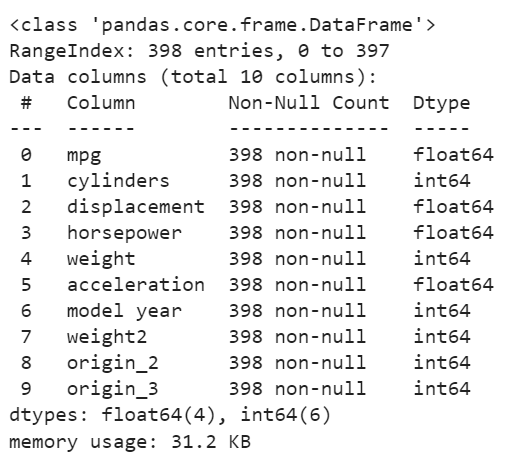 <class 'pandas.core.frame.DataFrame'>
RangeIndex: 398 entries, 0 to 397
Data columns (total 10 columns):
 #   Column        Non-Null Count  Dtype
---  ------        --------------  -----
 0   mpg           398 non-null    float64
 1   cylinders     398 non-null    int64
 2   displacement  398 non-null    float64
 3   horsepower    398 non-null    float64
 4   weight        398 non-null    int64
 5   acceleration  398 non-null    float64
 6   model year    398 non-null    int64
 7   weight2       398 non-null    int64
 8   origin_2      398 non-null    int64
 9   origin_3      398 non-null    int64
dtypes: float64(4), int64(6)
memory usage: 31.2 KB